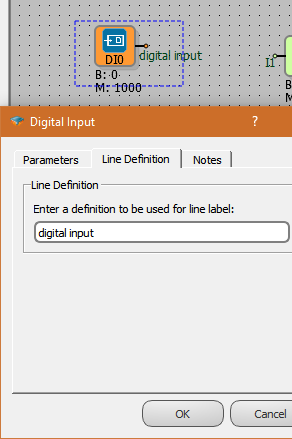 DI0
digital input
B: 0
M: 1000
I1
B
M
Digital Input
?
Parameters
Line Definition
Notes
Line Definition
Enter a definition to be used for line label:
digital input
OK
Cancel